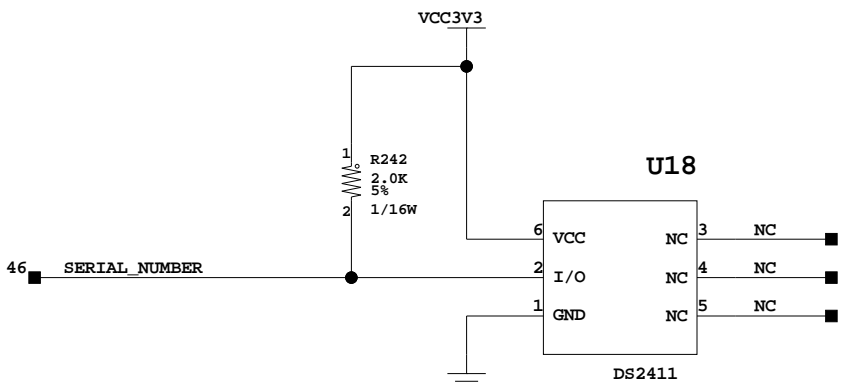 VCC3V3
1
R242
2.0K
5%
1/16W
2
U18
6
VCC
NC
3
NC
46
SERIAL_NUMBER
2
I/O
NC
4
NC
1
GND
NC
5
NC
DS2411